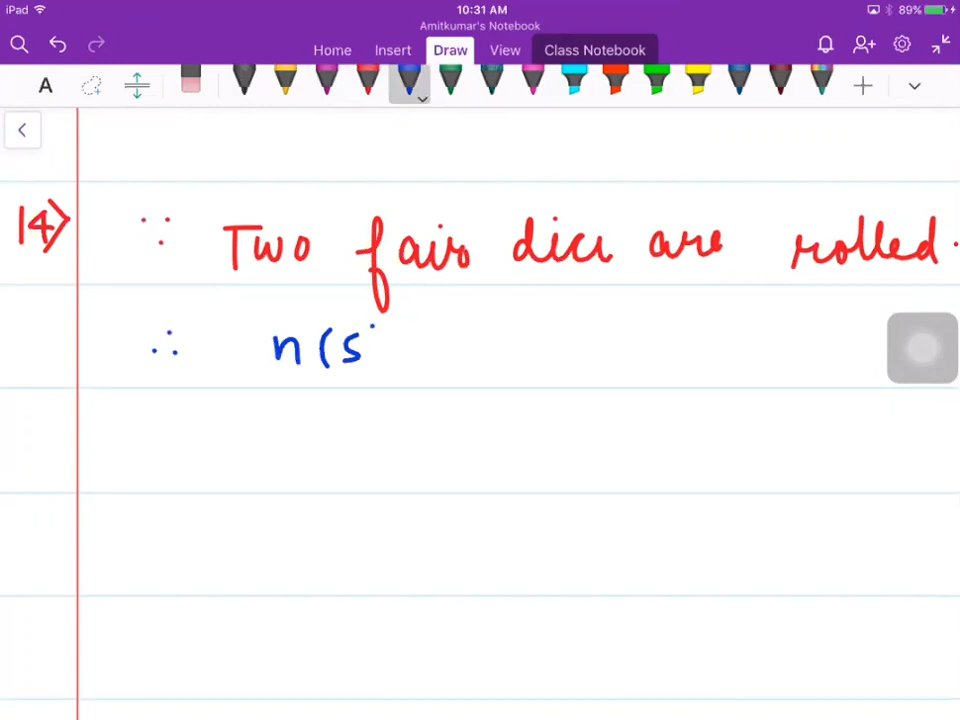 iPad 10:31 AM 89%
Amitkumar's Notebook
Home Insert Draw View Class Notebook
A
14) ∵ Two fair dice are rolled.
∴ n(s